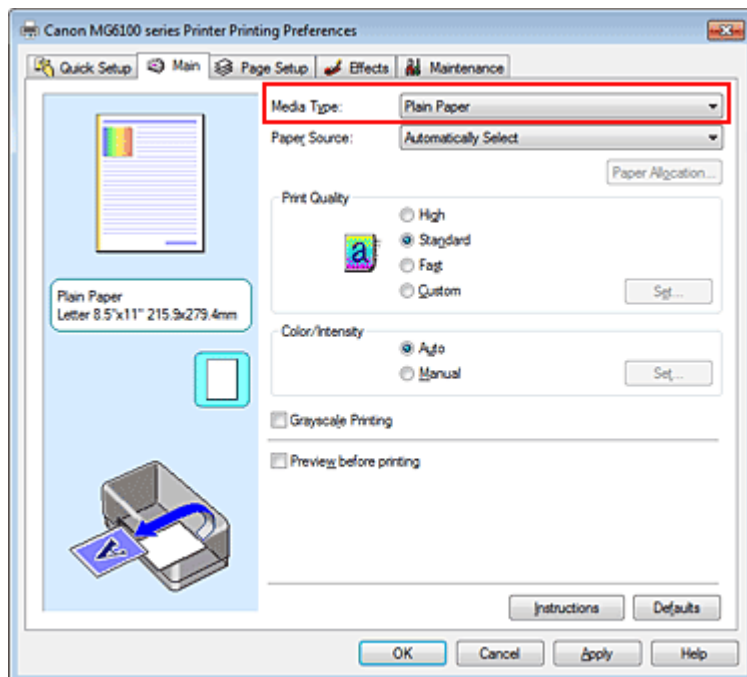 Canon MG6100 series Printer Printing Preferences
Quick Setup Main Page Setup Effects Maintenance
Media Type: Plain Paper
Paper Source: Automatically Select
Paper Allocation...
Print Quality
High
a Standard
Fast
Custom Set...
Plain Paper
Letter 8.5"x11" 215.9x279.4mm
Color/Intensity
Auto
Manual Set...
Grayscale Printing
Preview before printing
Instructions Defaults
OK Cancel Apply Help